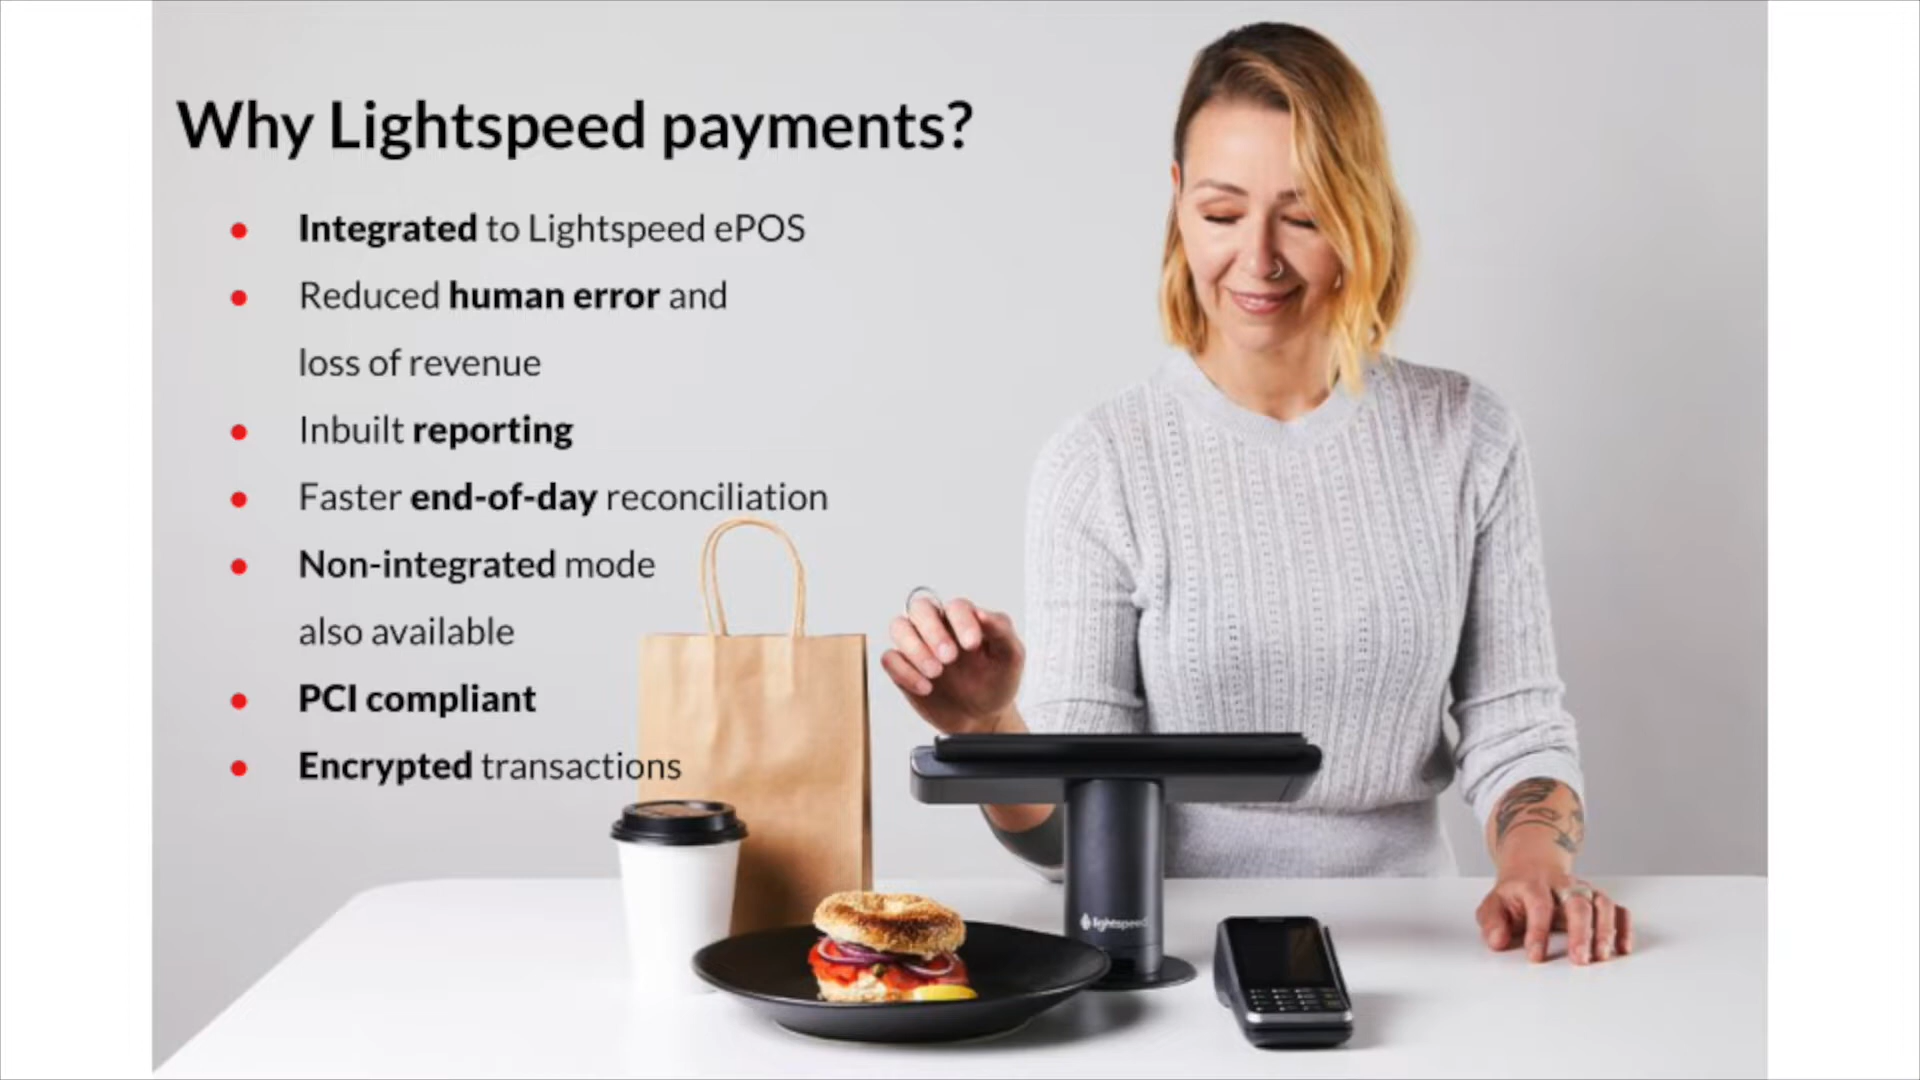 Why Lightspeed payments?
Integrated to Lightspeed ePOS
Reduced human error and
loss of revenue
Inbuilt reporting
Faster end-of-day reconciliation
Non-integrated mode
also available
PCI compliant
Encrypted transactions
lightspeed